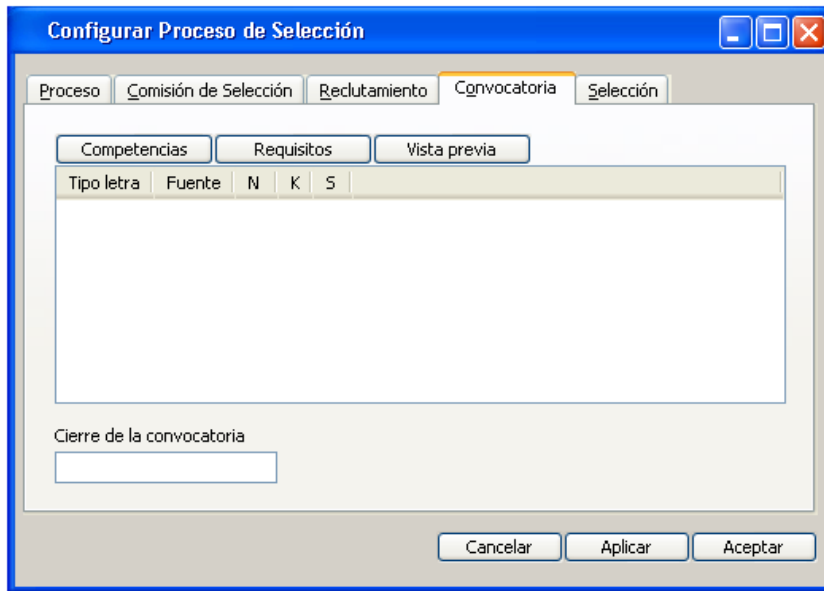 Configurar Proceso de Selección
Proceso Comisión de Selección Reclutamiento Convocatoria Selección
Competencias Requisitos Vista previa
Tipo letra Fuente N K S
Cierre de la convocatoria
Cancelar Aplicar Aceptar